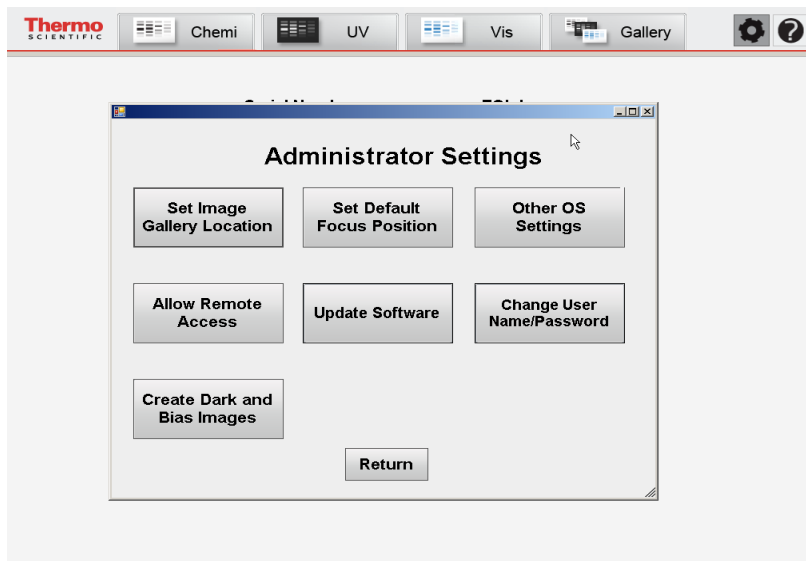 Thermo
SCIENTIFIC
Chemi
UV
Vis
Gallery
?
Administrator Settings
Set Image
Gallery Location
Set Default
Focus Position
Other OS
Settings
Allow Remote
Access
Update Software
Change User
Name/Password
Create Dark and
Bias Images
Return